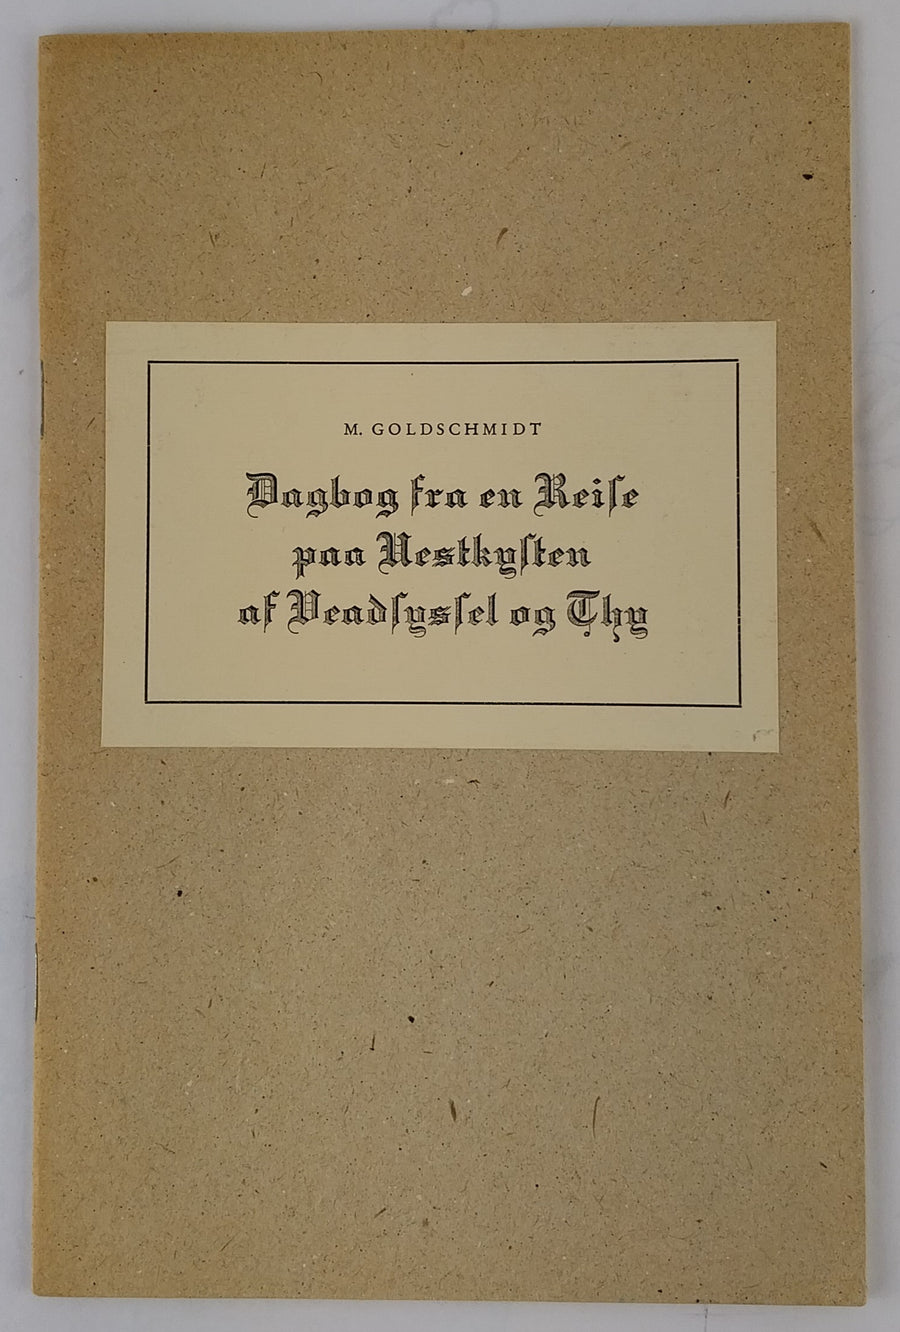 M. GOLDSCHMIDT
Dagbog fra en Reiſe
paa Vestkyſten
af Vendſysſel og Thy